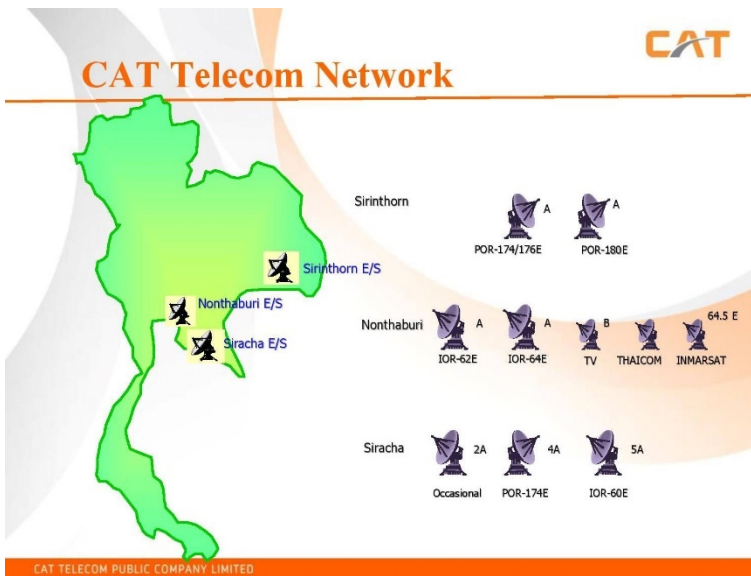 CAT
CAT Telecom Network
Sirinthorn E/S
Nonthaburi E/S
Siracha E/S
Sirinthorn
A
A
POR-174/176E
POR-180E
Nonthaburi
A
A
B
64.5 E
IOR-62E
IOR-64E
TV
THAICOM
INMARSAT
Siracha
2A
4A
5A
Occasional
POR-174E
IOR-60E
CAT TELECOM PUBLIC COMPANY LIMITED